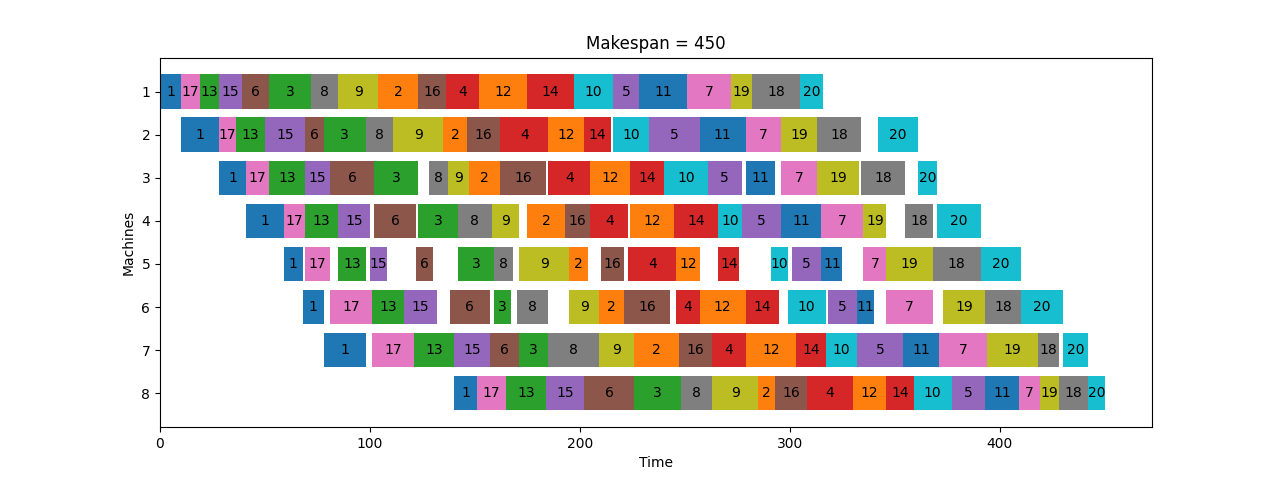 Makespan = 450
1 1 17 13 15 6 3 8 9 2 16 4 12 14 10 5 11 7 19 18 20
2 1 17 13 15 6 3 8 9 2 16 4 12 14 10 5 11 7 19 18 20
3 1 17 13 15 6 3 8 9 2 16 4 12 14 10 5 11 7 19 18 20
4 1 17 13 15 6 3 8 9 2 16 4 12 14 10 5 11 7 19 18 20
5 1 17 13 15 6 3 8 9 2 16 4 12 14 10 5 11 7 19 18 20
6 1 17 13 15 6 3 8 9 2 16 4 12 14 10 5 11 7 19 18 20
7 1 17 13 15 6 3 8 9 2 16 4 12 14 10 5 11 7 19 18 20
8 1 17 13 15 6 3 8 9 2 16 4 12 14 10 5 11 7 19 18 20
Machines
0 100 200 300 400
Time